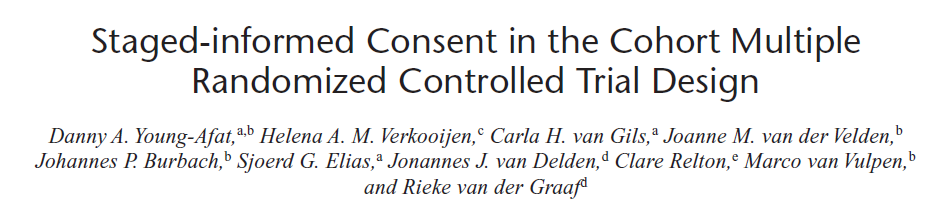 Staged-informed Consent in the Cohort Multiple
Randomized Controlled Trial Design
Danny A. Young-Afat,a,b Helena A. M. Verkooijen,c Carla H. van Gils,a Joanne M. van der Velden,b
Johannes P. Burbach,b Sjoerd G. Elias,a Jonannes J. van Delden,d Clare Relton,e Marco van Vulpen,b
and Rieke van der Graafd